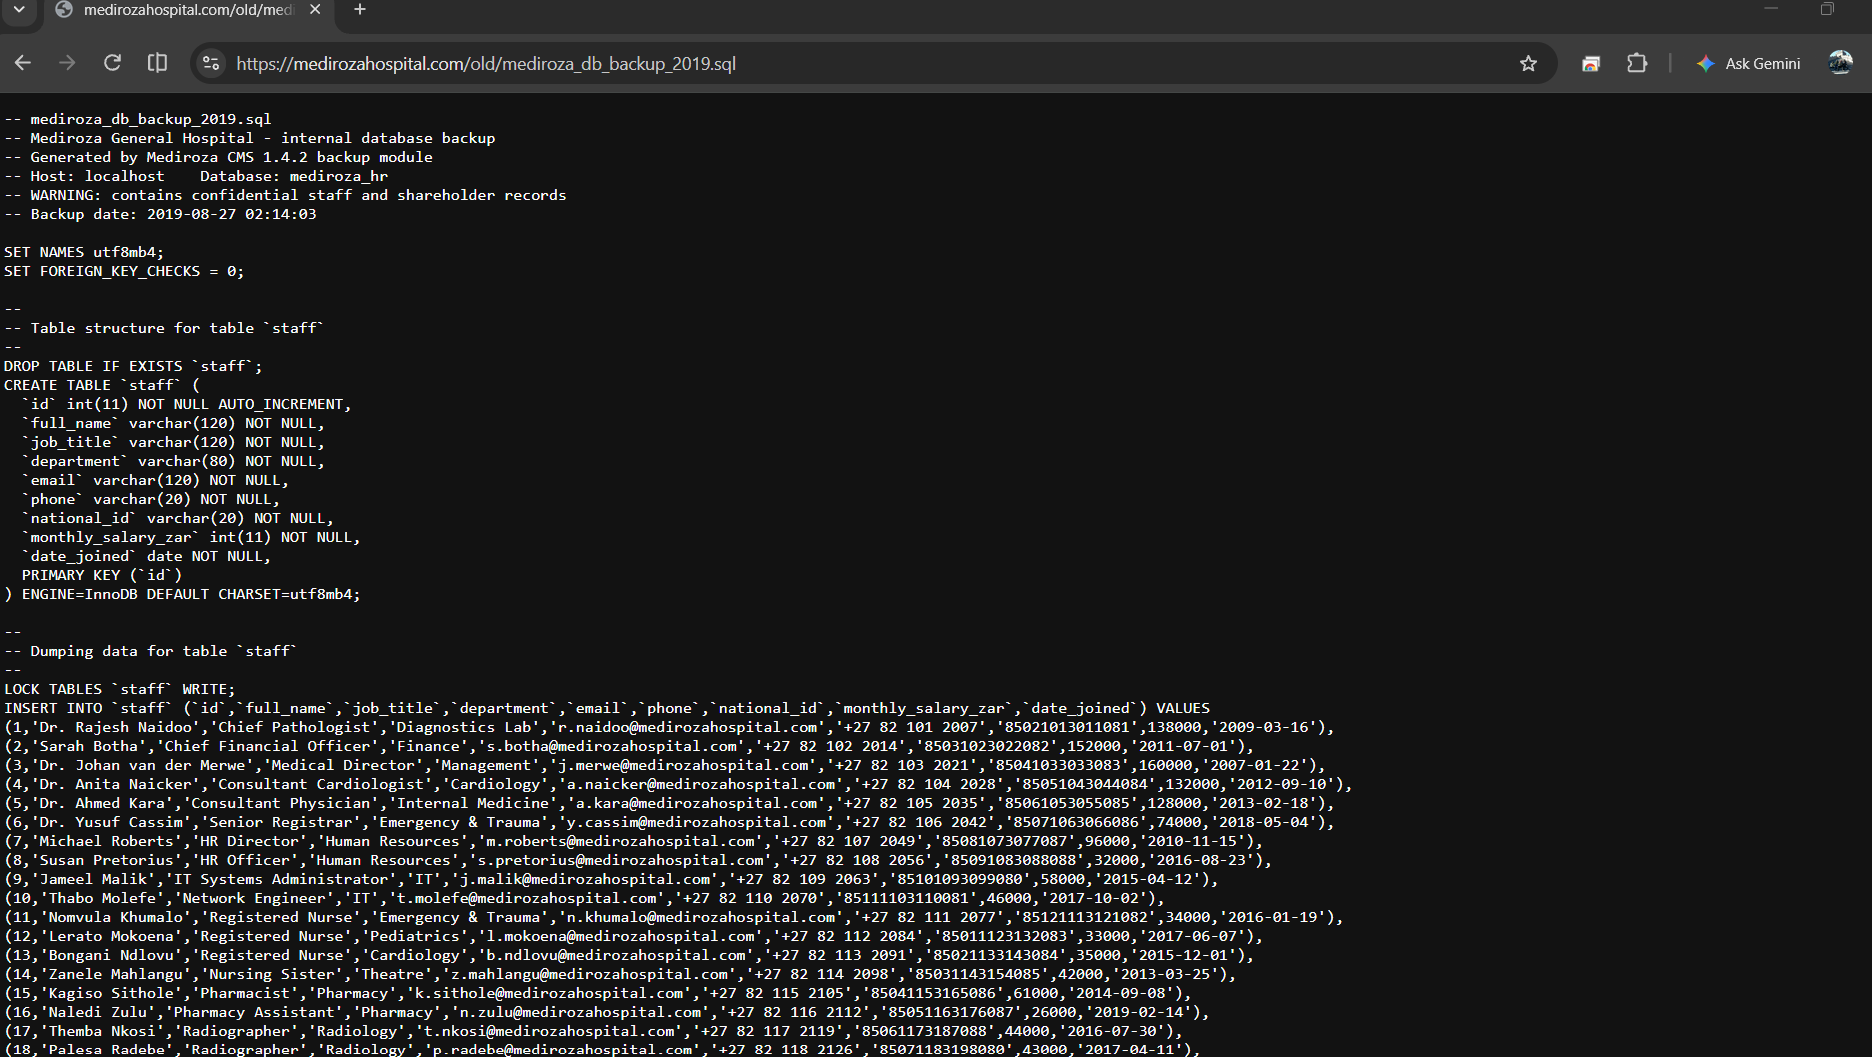 medirozahospital.com/old/med
https://medirozahospital.com/old/mediroza_db_backup_2019.sql
Ask Gemini
-- mediroza_db_backup_2019.sql
-- Mediroza General Hospital - internal database backup
-- Generated by Mediroza CMS 1.4.2 backup module
-- Host: localhost    Database: mediroza_hr
-- WARNING: contains confidential staff and shareholder records
-- Backup date: 2019-08-27 02:14:03
SET NAMES utf8mb4;
SET FOREIGN_KEY_CHECKS = 0;
--
-- Table structure for table `staff`
--
DROP TABLE IF EXISTS `staff`;
CREATE TABLE `staff` (
  `id` int(11) NOT NULL AUTO_INCREMENT,
  `full_name` varchar(120) NOT NULL,
  `job_title` varchar(120) NOT NULL,
  `department` varchar(80) NOT NULL,
  `email` varchar(120) NOT NULL,
  `phone` varchar(20) NOT NULL,
  `national_id` varchar(20) NOT NULL,
  `monthly_salary_zar` int(11) NOT NULL,
  `date_joined` date NOT NULL,
  PRIMARY KEY (`id`)
) ENGINE=InnoDB DEFAULT CHARSET=utf8mb4;
--
-- Dumping data for table `staff`
--
LOCK TABLES `staff` WRITE;
INSERT INTO `staff` (`id`,`full_name`,`job_title`,`department`,`email`,`phone`,`national_id`,`monthly_salary_zar`,`date_joined`) VALUES
(1,'Dr. Rajesh Naidoo','Chief Pathologist','Diagnostics Lab','r.naidoo@medirozahospital.com','+27 82 101 2007','85021013011081',138000,'2009-03-16'),
(2,'Sarah Botha','Chief Financial Officer','Finance','s.botha@medirozahospital.com','+27 82 102 2014','85031023022082',152000,'2011-07-01'),
(3,'Dr. Johan van der Merwe','Medical Director','Management','j.merwe@medirozahospital.com','+27 82 103 2021','85041033033083',160000,'2007-01-22'),
(4,'Dr. Anita Naicker','Consultant Cardiologist','Cardiology','a.naicker@medirozahospital.com','+27 82 104 2028','85051043044084',132000,'2012-09-10'),
(5,'Dr. Ahmed Kara','Consultant Physician','Internal Medicine','a.kara@medirozahospital.com','+27 82 105 2035','85061053055085',128000,'2013-02-18'),
(6,'Dr. Yusuf Cassim','Senior Registrar','Emergency & Trauma','y.cassim@medirozahospital.com','+27 82 106 2042','85071063066086',74000,'2018-05-04'),
(7,'Michael Roberts','HR Director','Human Resources','m.roberts@medirozahospital.com','+27 82 107 2049','85081073077087',96000,'2010-11-15'),
(8,'Susan Pretorius','HR Officer','Human Resources','s.pretorius@medirozahospital.com','+27 82 108 2056','85091083088088',32000,'2016-08-23'),
(9,'Jameel Malik','IT Systems Administrator','IT','j.malik@medirozahospital.com','+27 82 109 2063','85101093099080',58000,'2015-04-12'),
(10,'Thabo Molefe','Network Engineer','IT','t.molefe@medirozahospital.com','+27 82 110 2070','85111103110081',46000,'2017-10-02'),
(11,'Nomvula Khumalo','Registered Nurse','Emergency & Trauma','n.khumalo@medirozahospital.com','+27 82 111 2077','85121113121082',34000,'2016-01-19'),
(12,'Lerato Mokoena','Registered Nurse','Pediatrics','l.mokoena@medirozahospital.com','+27 82 112 2084','85011123132083',33000,'2017-06-07'),
(13,'Bongani Ndlovu','Registered Nurse','Cardiology','b.ndlovu@medirozahospital.com','+27 82 113 2091','85021133143084',35000,'2015-12-01'),
(14,'Zanele Mahlangu','Nursing Sister','Theatre','z.mahlangu@medirozahospital.com','+27 82 114 2098','85031143154085',42000,'2013-03-25'),
(15,'Kagiso Sithole','Pharmacist','Pharmacy','k.sithole@medirozahospital.com','+27 82 115 2105','85041153165086',61000,'2014-09-08'),
(16,'Naledi Zulu','Pharmacy Assistant','Pharmacy','n.zulu@medirozahospital.com','+27 82 116 2112','85051163176087',26000,'2019-02-14'),
(17,'Themba Nkosi','Radiographer','Radiology','t.nkosi@medirozahospital.com','+27 82 117 2119','85061173187088',44000,'2016-07-30'),
(18,'Palesa Radebe','Radiographer','Radiology','p.radebe@medirozahospital.com','+27 82 118 2126','85071183198080',43000,'2017-04-11'),